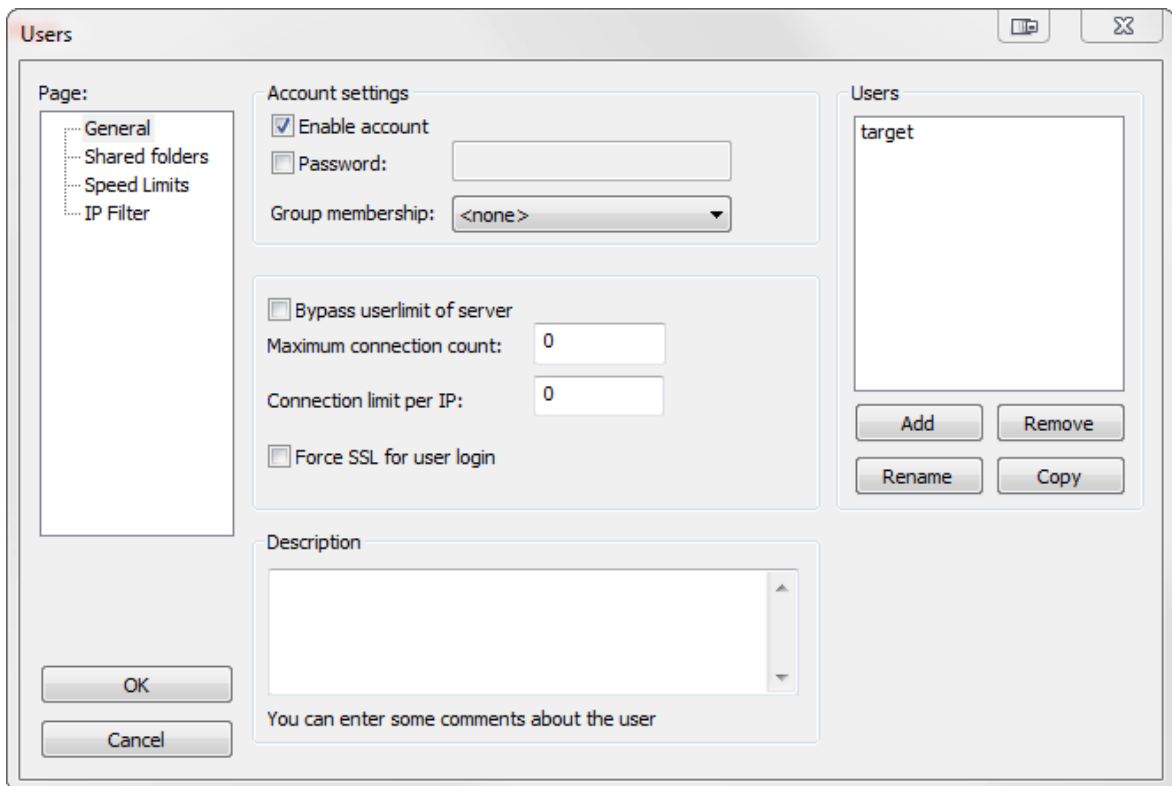 Users
Page:
General
Shared folders
Speed Limits
IP Filter
OK
Cancel
Account settings
Enable account
Password:
Group membership: <none>
Bypass userlimit of server
Maximum connection count: 0
Connection limit per IP: 0
Force SSL for user login
Description
You can enter some comments about the user
Users
target
Add Remove
Rename Copy